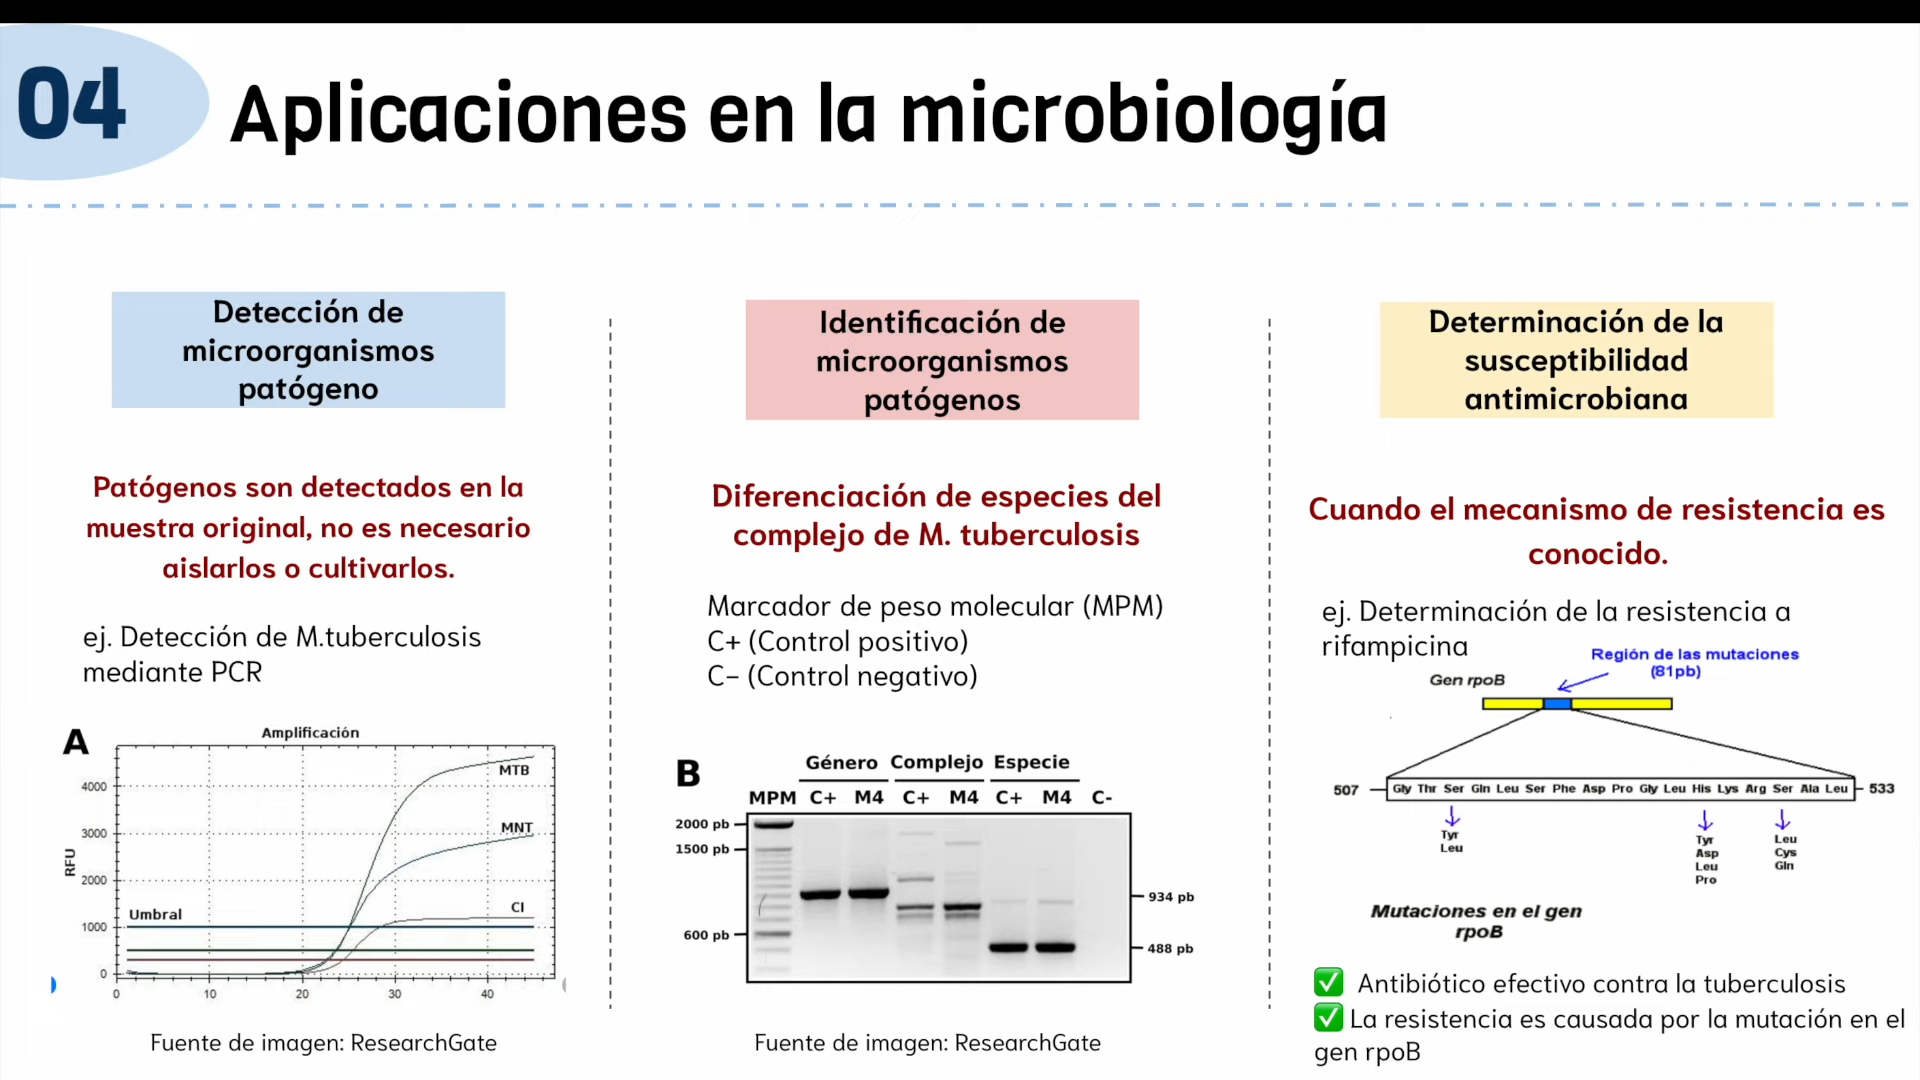 04
Aplicaciones en la microbiología
Detección de
microorganismos
patógeno
Patógenos son detectados en la
muestra original, no es necesario
aislarlos o cultivarlos.
ej. Detección de M.tuberculosis
mediante PCR
A
Amplificación
MTB
MNT
CI
Umbral
RFU
4000
3000
2000
1000
0
0 10 20 30 40
Fuente de imagen: ResearchGate
Identificación de
microorganismos
patógenos
Diferenciación de especies del
complejo de M. tuberculosis
Marcador de peso molecular (MPM)
C+ (Control positivo)
C- (Control negativo)
B
Género Complejo Especie
MPM C+ M4 C+ M4 C+ M4 C-
2000 pb
1500 pb
600 pb
934 pb
488 pb
Fuente de imagen: ResearchGate
Determinación de la
susceptibilidad
antimicrobiana
Cuando el mecanismo de resistencia es
conocido.
ej. Determinación de la resistencia a
rifampicina
Región de las mutaciones
(81pb)
Gen rpoB
507 Gly Thr Ser Gln Leu Ser Phe Asp Pro Gly Leu His Lys Arg Ser Ala Leu 533
Tyr
Leu
Tyr
Asp
Leu
Pro
Leu
Cys
Gln
Mutaciones en el gen
rpoB
✅ Antibiótico efectivo contra la tuberculosis
✅ La resistencia es causada por la mutación en el
gen rpoB